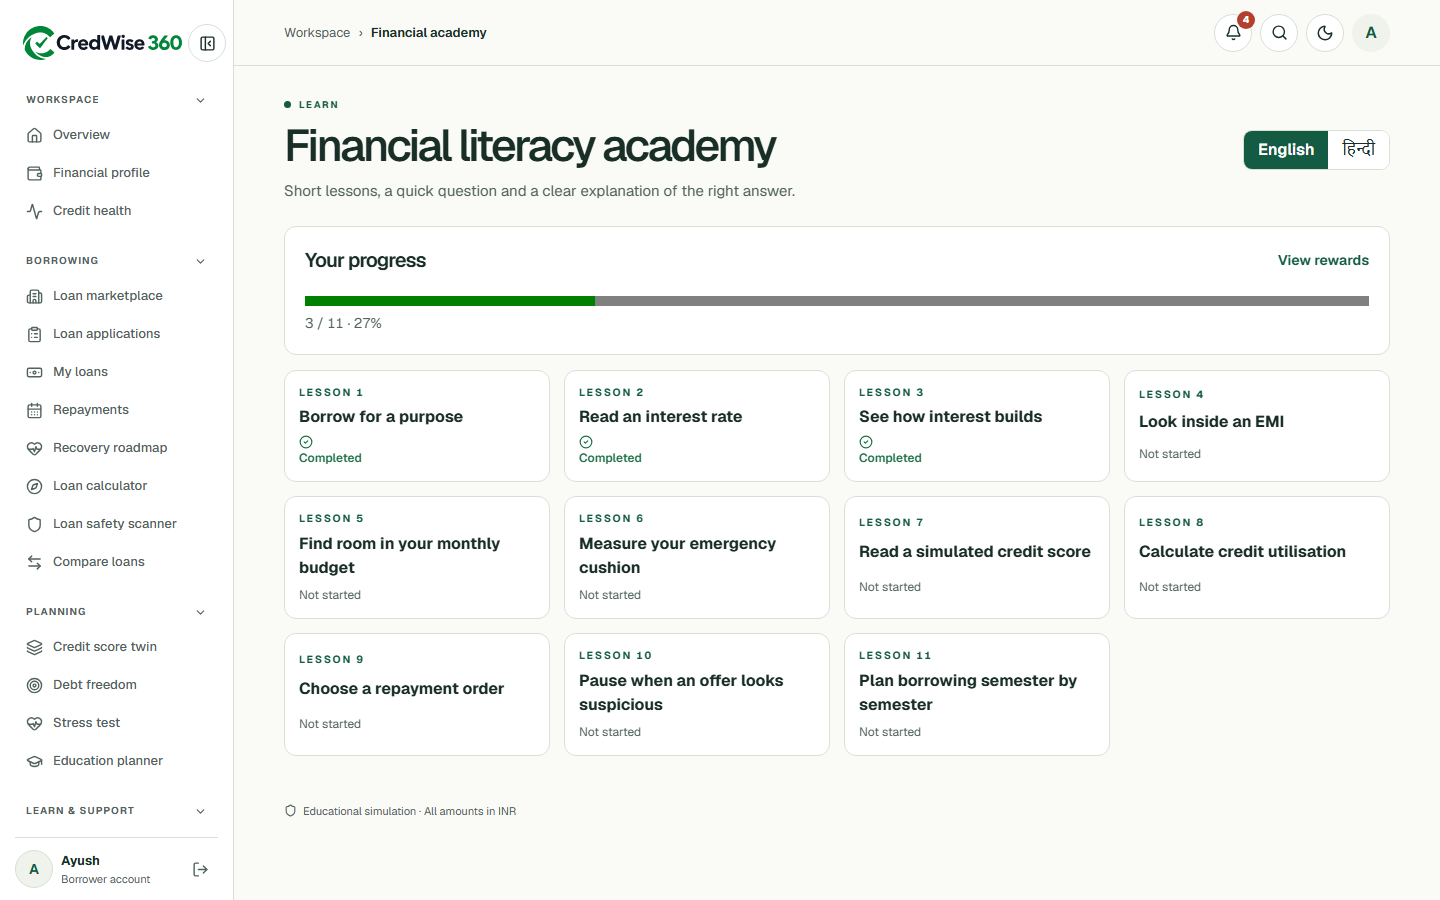 CredWise 360
WORKSPACE
Overview
Financial profile
Credit health
BORROWING
Loan marketplace
Loan applications
My loans
Repayments
Recovery roadmap
Loan calculator
Loan safety scanner
Compare loans
PLANNING
Credit score twin
Debt freedom
Stress test
Education planner
LEARN & SUPPORT
A
Ayush
Borrower account
Workspace › Financial academy
4
A
LEARN
Financial literacy academy
Short lessons, a quick question and a clear explanation of the right answer.
English
हिन्दी
Your progress
View rewards
3 / 11 · 27%
LESSON 1
Borrow for a purpose
Completed
LESSON 2
Read an interest rate
Completed
LESSON 3
See how interest builds
Completed
LESSON 4
Look inside an EMI
Not started
LESSON 5
Find room in your monthly
budget
Not started
LESSON 6
Measure your emergency
cushion
Not started
LESSON 7
Read a simulated credit score
Not started
LESSON 8
Calculate credit utilisation
Not started
LESSON 9
Choose a repayment order
Not started
LESSON 10
Pause when an offer looks
suspicious
Not started
LESSON 11
Plan borrowing semester by
semester
Not started
Educational simulation · All amounts in INR